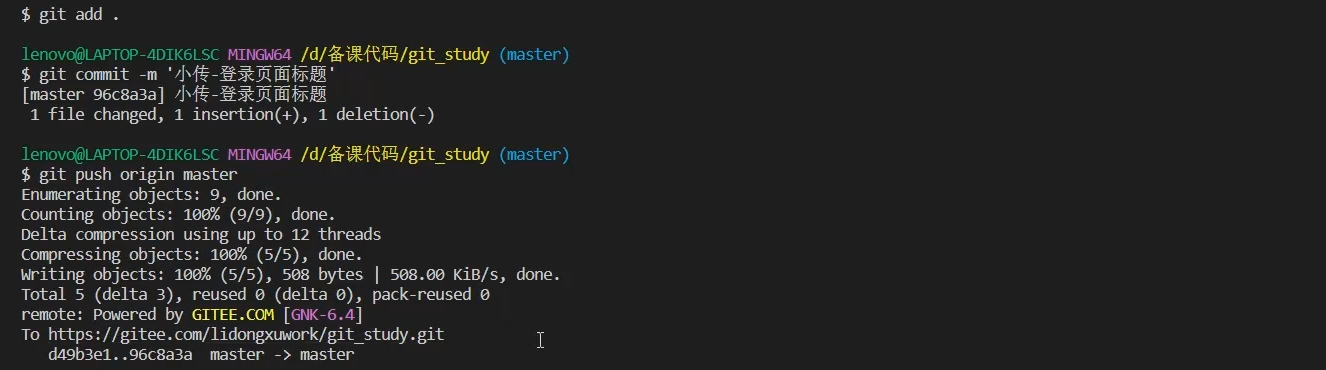 $ git add .
lenovo@LAPTOP-4DIK6LSC MINGW64 /d/备课代码/git_study (master)
$ git commit -m '小传-登录页面标题'
[master 96c8a3a] 小传-登录页面标题
 1 file changed, 1 insertion(+), 1 deletion(-)
lenovo@LAPTOP-4DIK6LSC MINGW64 /d/备课代码/git_study (master)
$ git push origin master
Enumerating objects: 9, done.
Counting objects: 100% (9/9), done.
Delta compression using up to 12 threads
Compressing objects: 100% (5/5), done.
Writing objects: 100% (5/5), 508 bytes | 508.00 KiB/s, done.
Total 5 (delta 3), reused 0 (delta 0), pack-reused 0
remote: Powered by GITEE.COM [GNK-6.4]
To https://gitee.com/lidongxuwork/git_study.git
   d49b3e1..96c8a3a  master -> master